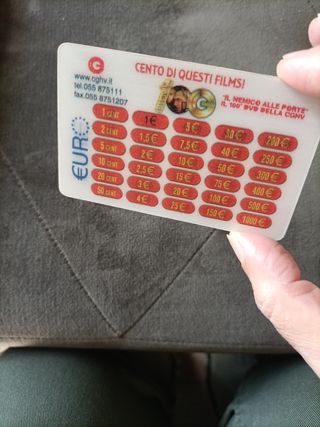 CENTO DI QUESTI FILMS!
www.cghv.it
tel.055 875111
fax.055 8751207
"IL NEMICO ALLE PORTE"
IL 100° DVD DELLA CGHV
EURO
1 CENT 1€ 5€ 30€ 200€
2 CENT 1,5€ 7,5€ 40€ 250€
5 CENT 2€ 10€ 50€ 300€
10 CENT 2,5€ 15€ 75€ 400€
20 CENT 3€ 20€ 100€ 500€
50 CENT 4€ 25€ 150€ 1000€